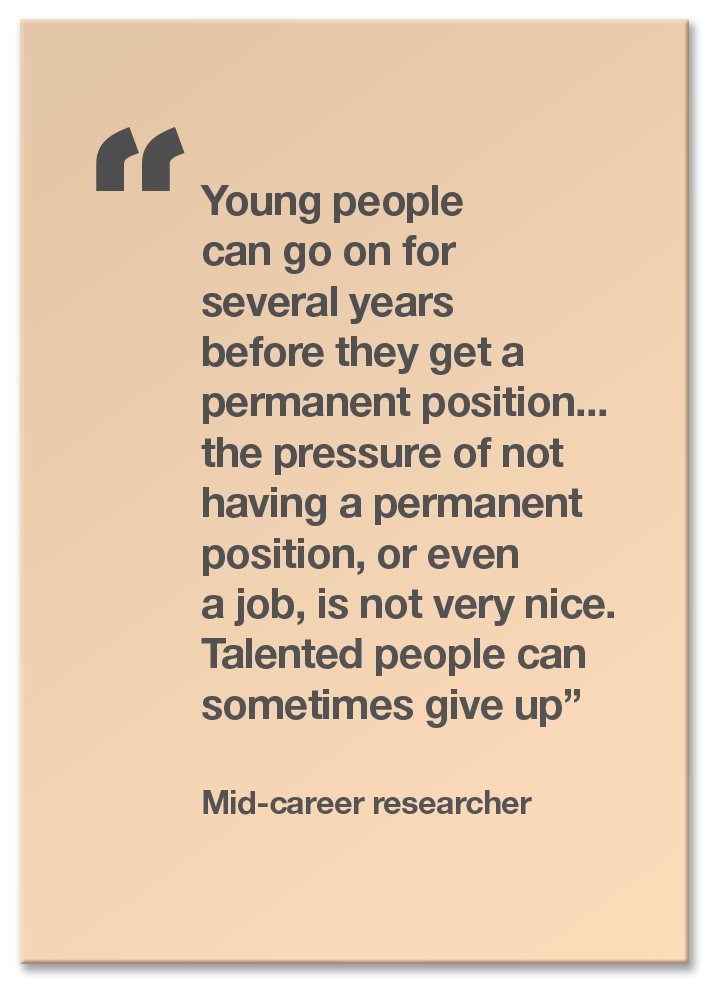 “Young people
can go on for
several years
before they get a
permanent position...
the pressure of not
having a permanent
position, or even
a job, is not very nice.
Talented people can
sometimes give up”
Mid-career researcher